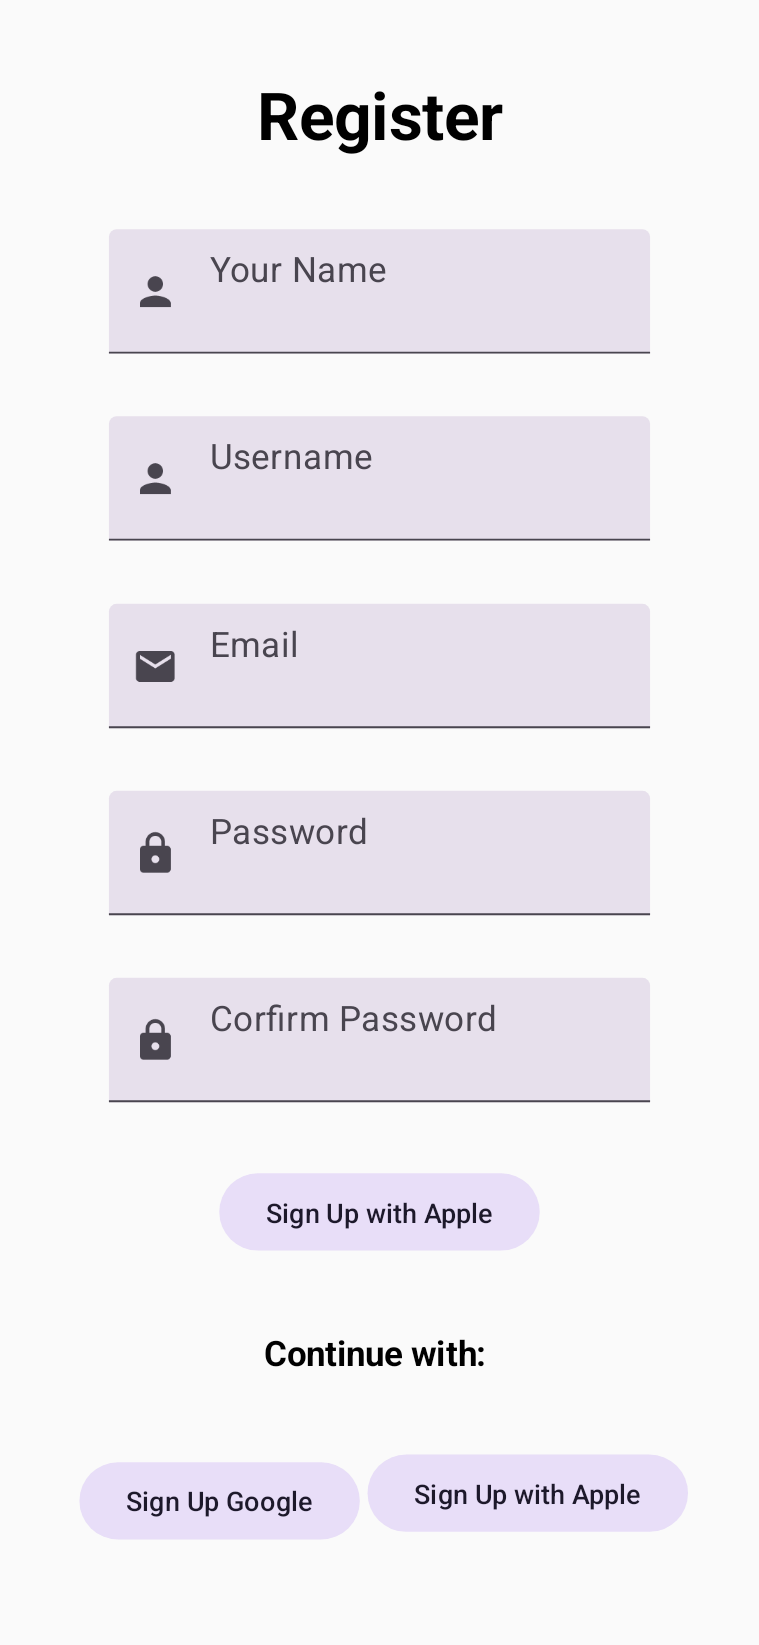 Register
Your Name
Username
Email
Password
Corfirm Password
Sign Up with Apple
Continue with:
Sign Up Google
Sign Up with Apple